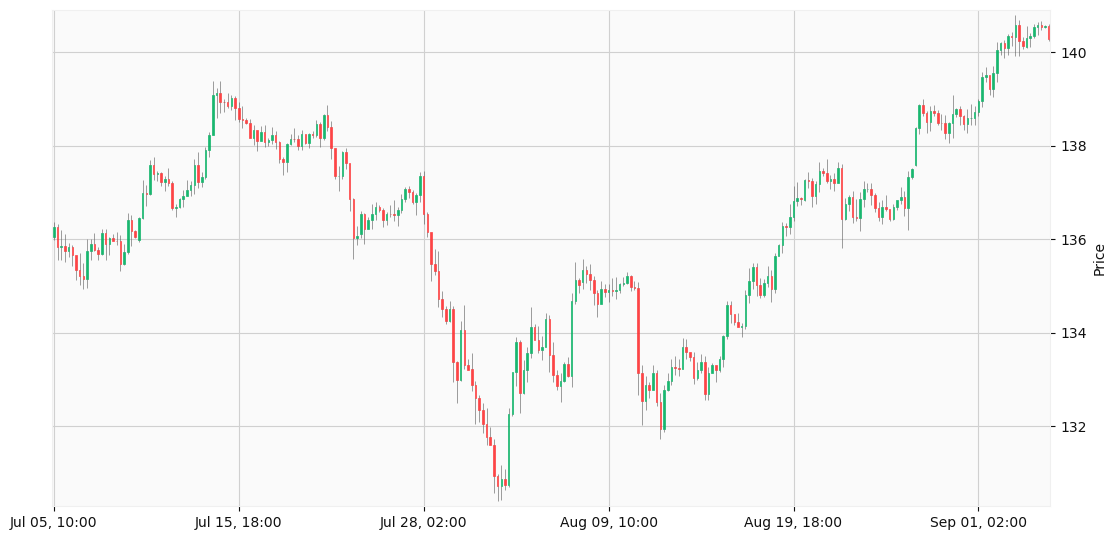 140
138
136
134
132
Price
Jul 05, 10:00
Jul 15, 18:00
Jul 28, 02:00
Aug 09, 10:00
Aug 19, 18:00
Sep 01, 02:00